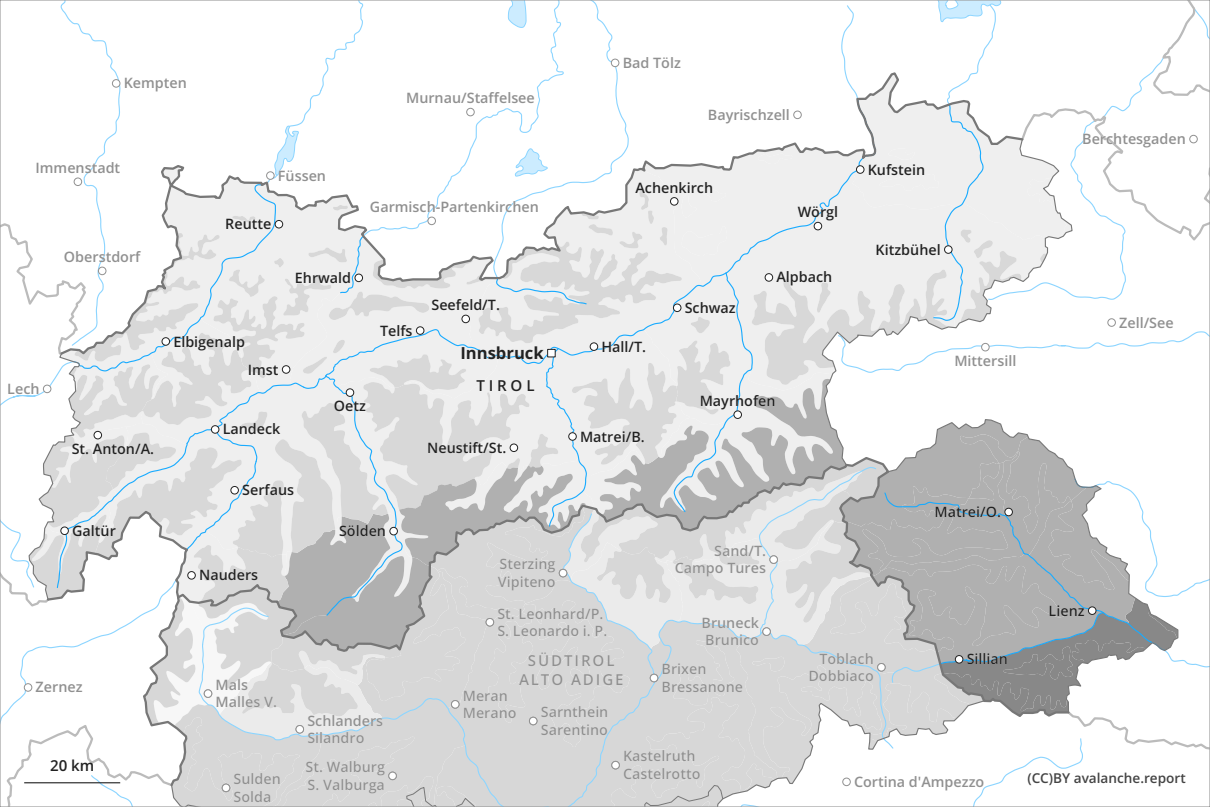 Kempten
Bad Tölz
Murnau/Staffelsee
Bayrischzell
Berchtesgaden
Immenstadt
Füssen
Kufstein
Achenkirch
Garmisch-Partenkirchen
Wörgl
Reutte
Kitzbühel
Oberstdorf
Ehrwald
Alpbach
Seefeld/T.
Schwaz
Zell/See
Telfs
Elbigenalp
Innsbruck
Hall/T.
Mittersill
Imst
TIROL
Lech
Oetz
Mayrhofen
Landeck
Matrei/B.
St. Anton/A.
Neustift/St.
Serfaus
Matrei/O.
Galtür
Sölden
Sand/T.
Campo Tures
Sterzing
Vipiteno
Nauders
Lienz
St. Leonhard/P.
S. Leonardo i. P.
Bruneck
Brunico
SÜDTIROL
ALTO ADIGE
Toblach
Dobbiaco
Sillian
Brixen
Bressanone
Zernez
Mals
Malles V.
Meran
Merano
Sarnthein
Sarentino
Schlanders
Silandro
Kastelruth
Castelrotto
20 km
St. Walburg
S. Valburga
Sulden
Solda
Cortina d'Ampezzo
(CC)BY avalanche.report